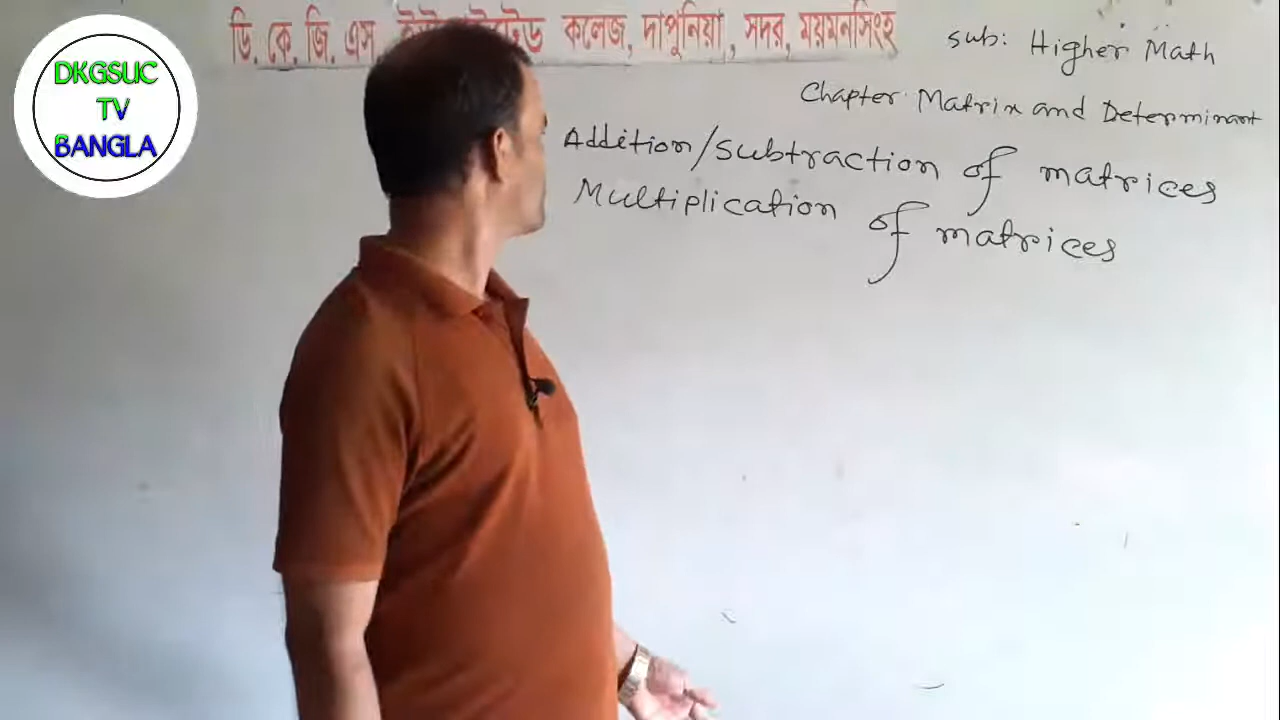 DKGSUC
TV
BANGLA
ডি. কে. জি. এস কলেজ, দাপুনিয়া, সদর, ময়মনসিংহ
Sub: Higher Math
Chapter: Matrix and Determinant
Addition/subtraction of matrices
Multiplication of matrices